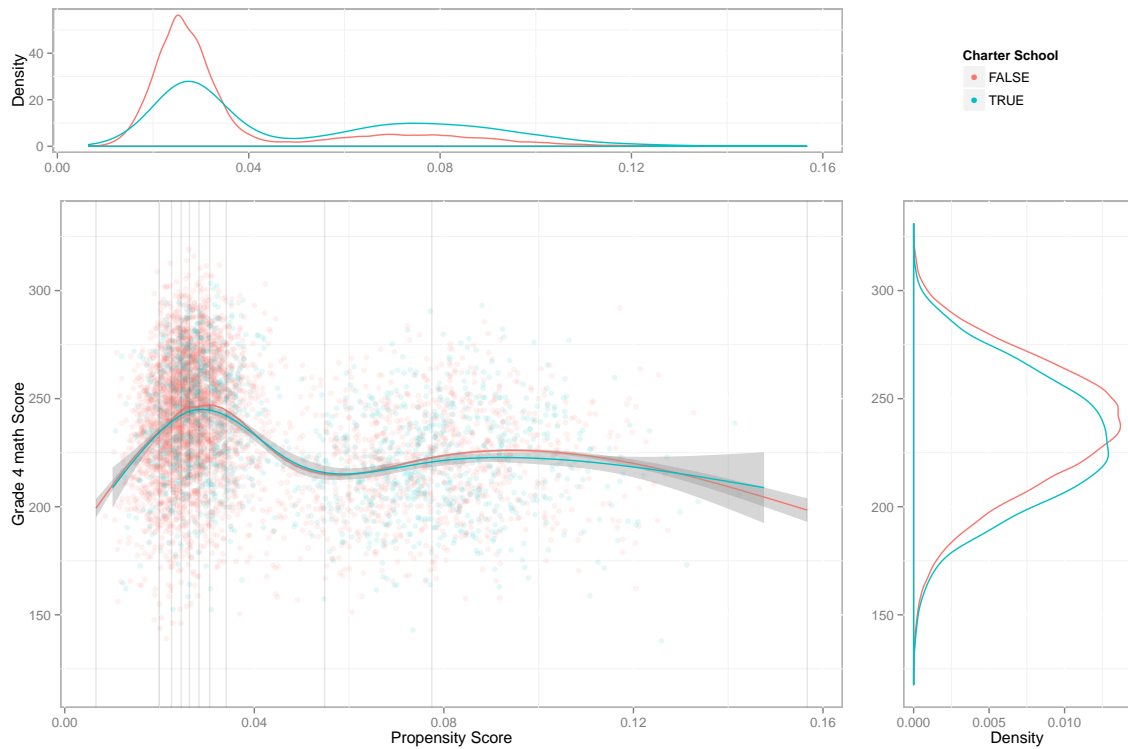 Density
40
20
0
0.00 0.04 0.08 0.12 0.16
Charter School
FALSE
TRUE
Grade 4 math Score
300
250
200
150
0.00 0.04 0.08 0.12 0.16
Propensity Score
300
250
200
150
0.000 0.005 0.010
Density